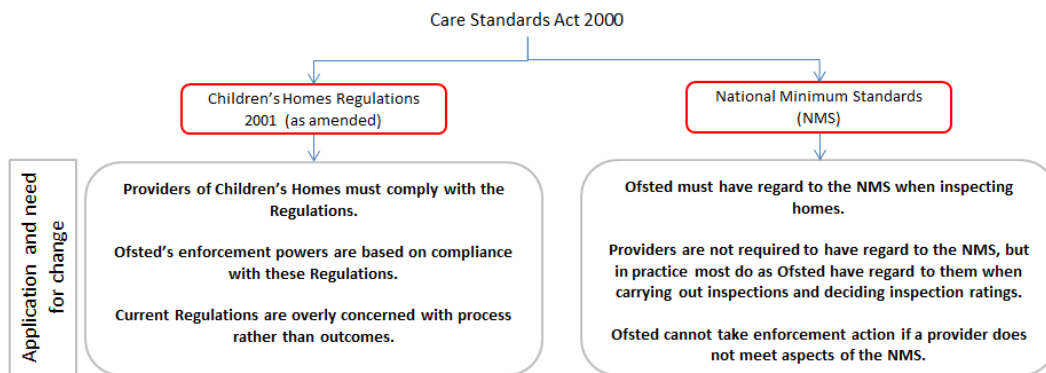 Care Standards Act 2000
Children's Homes Regulations
2001 (as amended)
National Minimum Standards
(NMS)
Application and need
for change
Providers of Children's Homes must comply with the
Regulations.
Ofsted's enforcement powers are based on compliance
with these Regulations.
Current Regulations are overly concerned with process
rather than outcomes.
Ofsted must have regard to the NMS when inspecting
homes.
Providers are not required to have regard to the NMS, but
in practice most do as Ofsted have regard to them when
carrying out inspections and deciding inspection ratings.
Ofsted cannot take enforcement action if a provider does
not meet aspects of the NMS.